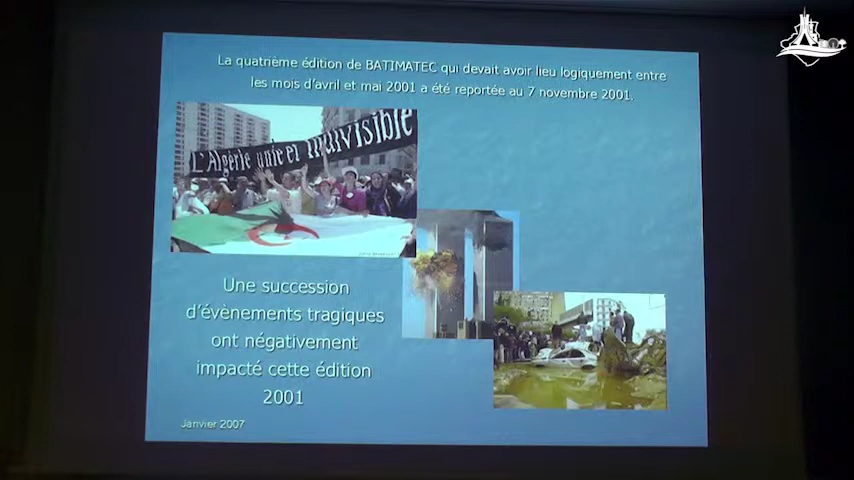 La quatrième édition de BATIMATEC qui devait avoir lieu logiquement entre
les mois d'avril et mai 2001 a été reportée au 7 novembre 2001.
L'Algérie unie et indivisible
Une succession
d'évènements tragiques
ont négativement
impacté cette édition
2001
Janvier 2007